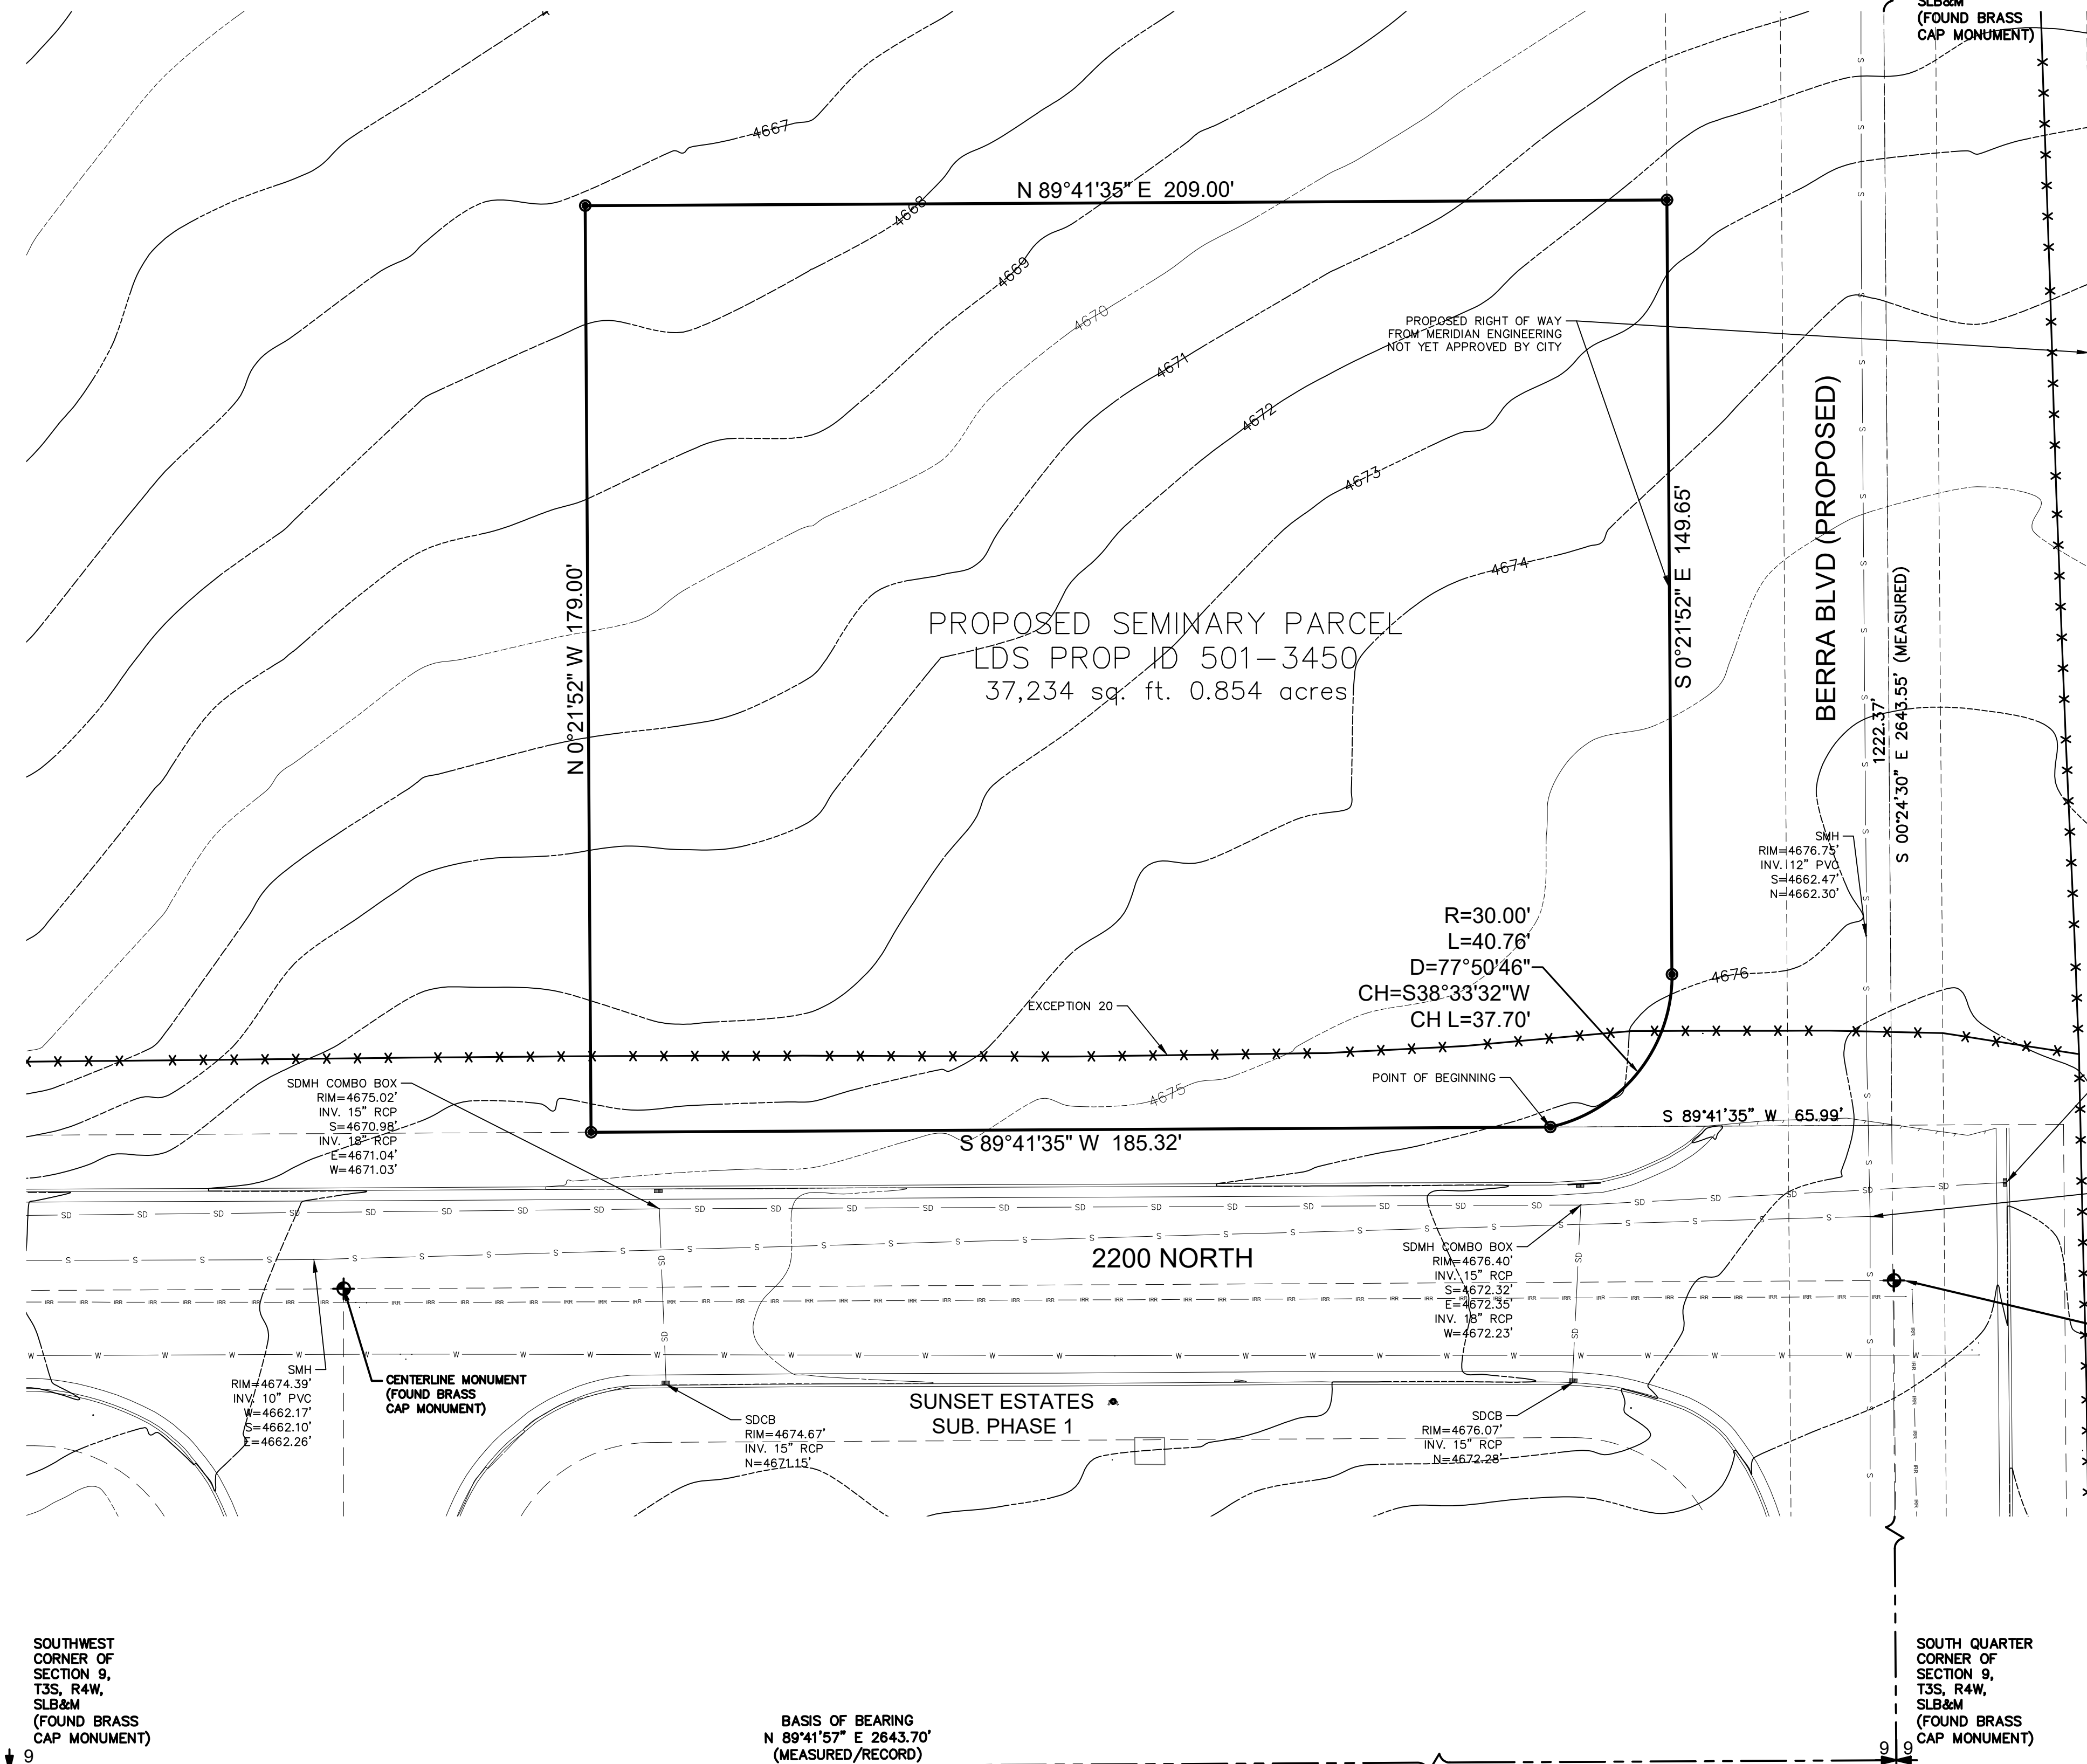 SLB&M
(FOUND BRASS
CAP MONUMENT)
4667
N 89°41'35" E 209.00'
4668
4669
4670
PROPOSED RIGHT OF WAY
FROM MERIDIAN ENGINEERING
NOT YET APPROVED BY CITY
4671
4672
4673
4674
BERRA BLVD (PROPOSED)
S 0°21'52" E 149.65'
N 0°21'52" W 179.00'
1222.37'
S 00°24'30" E 2643.55' (MEASURED)
PROPOSED SEMINARY PARCEL
LDS PROP ID 501-3450
37,234 sq. ft. 0.854 acres
SMH
RIM=4676.75'
INV. 12" PVC
S=4662.47'
N=4662.30'
R=30.00'
L=40.76'
D=77°50'46"
CH=S38°33'32"W
CH L=37.70'
4676
EXCEPTION 20
POINT OF BEGINNING
4675
SDMH COMBO BOX
RIM=4675.02'
INV. 15" RCP
S=4670.98'
INV. 18" RCP
E=4671.04'
W=4671.03'
S 89°41'35" W 65.99'
S 89°41'35" W 185.32'
2200 NORTH
SDMH COMBO BOX
RIM=4676.40'
INV. 15" RCP
S=4672.32'
E=4672.35'
INV. 18" RCP
W=4672.23'
SMH
RIM=4674.39'
INV. 10" PVC
W=4662.17'
S=4662.10'
E=4662.26'
CENTERLINE MONUMENT
(FOUND BRASS
CAP MONUMENT)
SUNSET ESTATES
SUB. PHASE 1
SDCB
RIM=4674.67'
INV. 15" RCP
N=4671.15'
SDCB
RIM=4676.07'
INV. 15" RCP
N=4672.28'
SOUTHWEST
CORNER OF
SECTION 9,
T3S, R4W,
SLB&M
(FOUND BRASS
CAP MONUMENT)
9
BASIS OF BEARING
N 89°41'57" E 2643.70'
(MEASURED/RECORD)
SOUTH QUARTER
CORNER OF
SECTION 9,
T3S, R4W,
SLB&M
(FOUND BRASS
CAP MONUMENT)
9 9